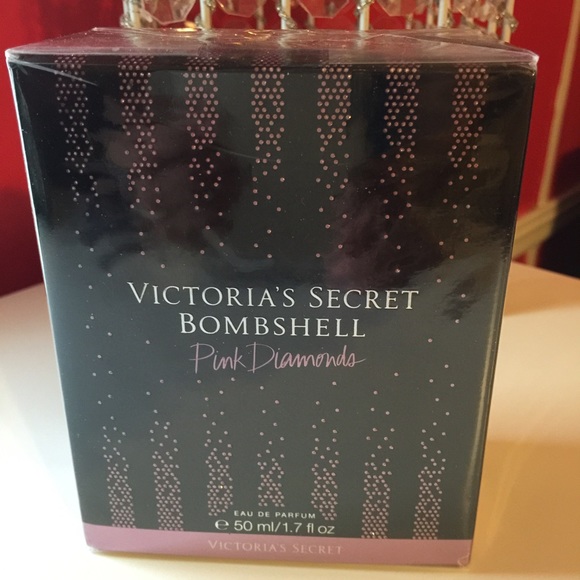 VICTORIA'S SECRET
BOMBSHELL
Pink Diamonds
EAU DE PARFUM
℮ 50 ml/1.7 fl oz
VICTORIA'S SECRET